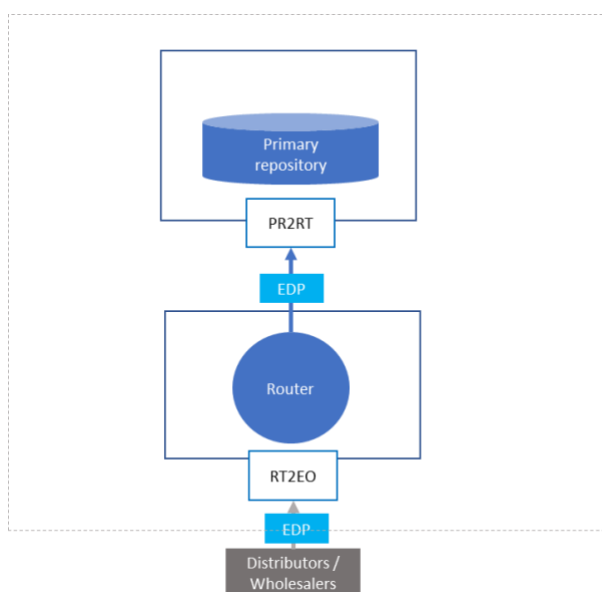 Primary
repository
PR2RT
EDP
Router
RT2EO
EDP
Distributors /
Wholesalers